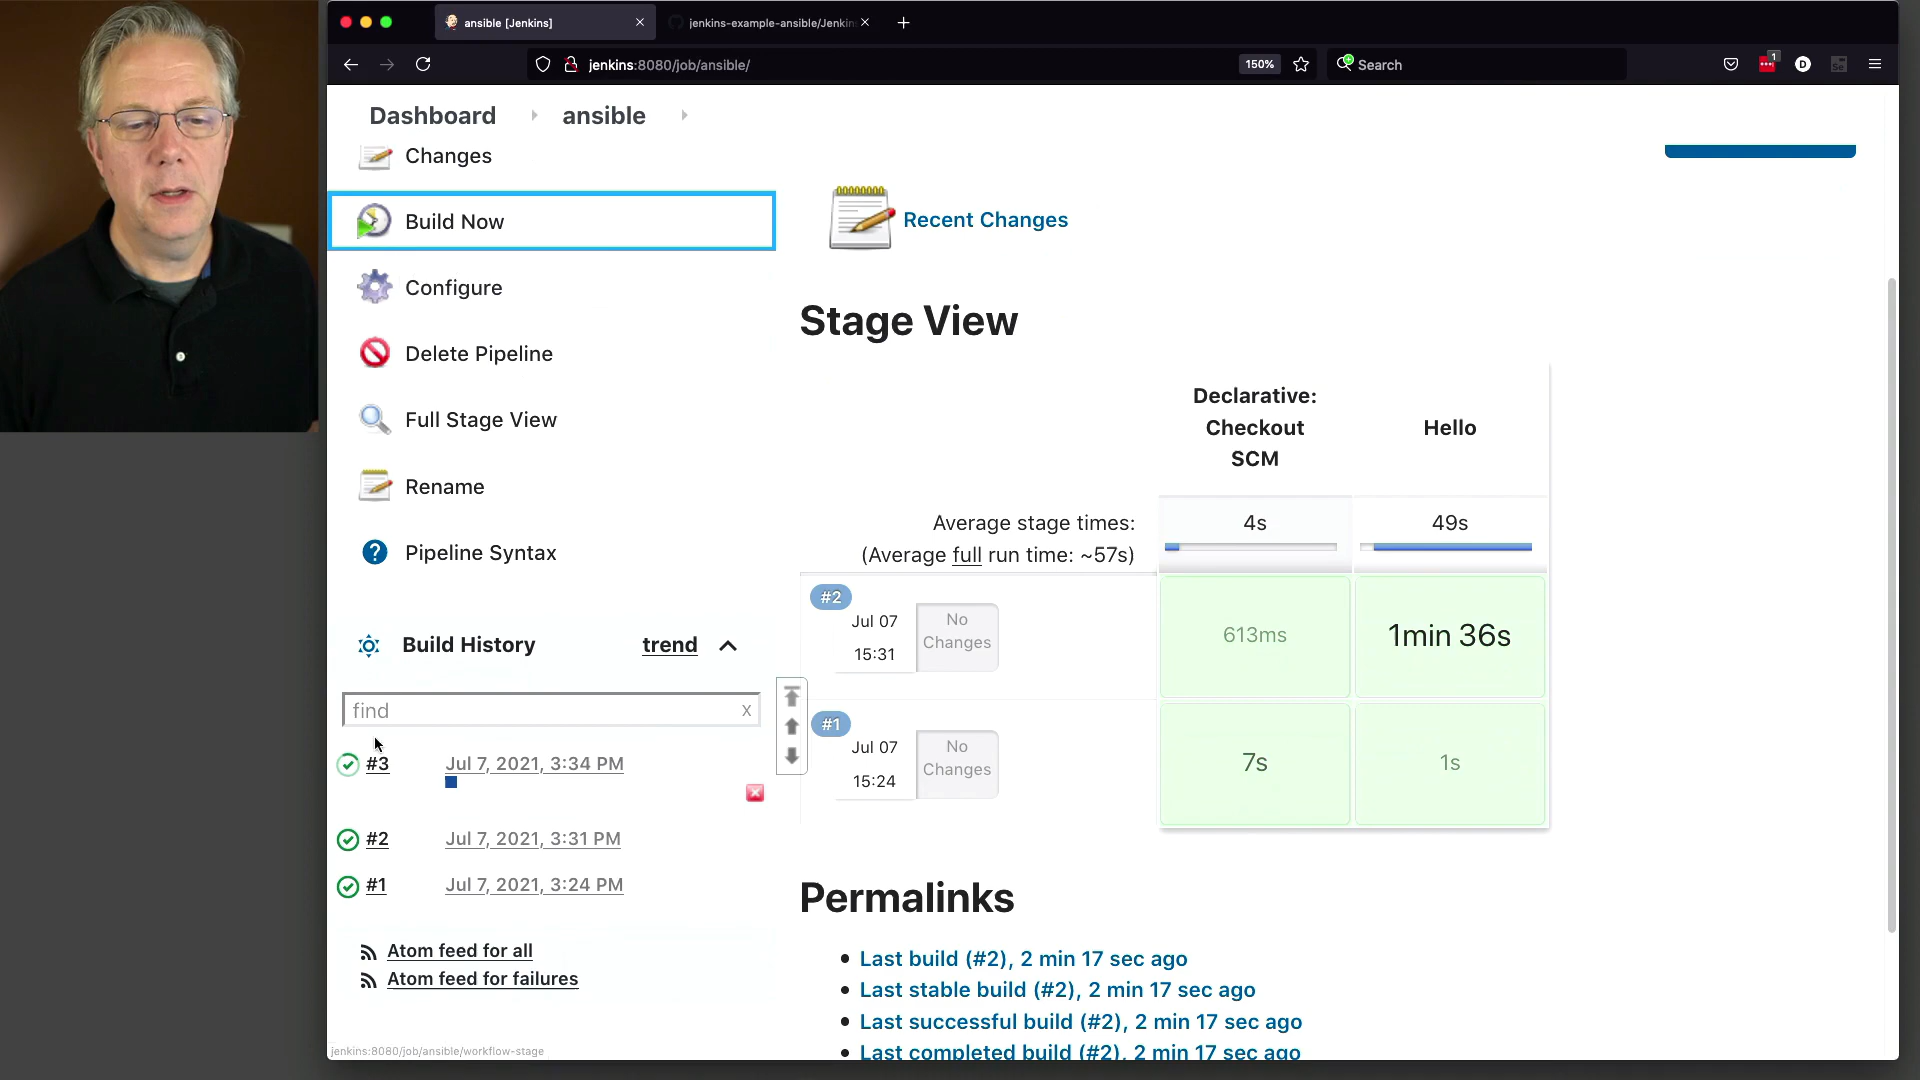 ansible [Jenkins]
jenkins-example-ansible/Jenkin
jenkins:8080/job/ansible/
150%
Search
1
D
Dashboard
ansible
Changes
Build Now
Configure
Delete Pipeline
Full Stage View
Rename
Pipeline Syntax
Build History
trend
find
X
#3
Jul 7, 2021, 3:34 PM
#2
Jul 7, 2021, 3:31 PM
#1
Jul 7, 2021, 3:24 PM
Atom feed for all
Atom feed for failures
Recent Changes
Stage View
Declarative:
Checkout
SCM
Hello
Average stage times:
(Average full run time: ~57s)
4s
49s
#2
Jul 07
15:31
No
Changes
613ms
1min 36s
#1
Jul 07
15:24
No
Changes
7s
1s
Permalinks
Last build (#2), 2 min 17 sec ago
Last stable build (#2), 2 min 17 sec ago
Last successful build (#2), 2 min 17 sec ago
Last completed build (#2), 2 min 17 sec ago
jenkins:8080/job/ansible/workflow-stage